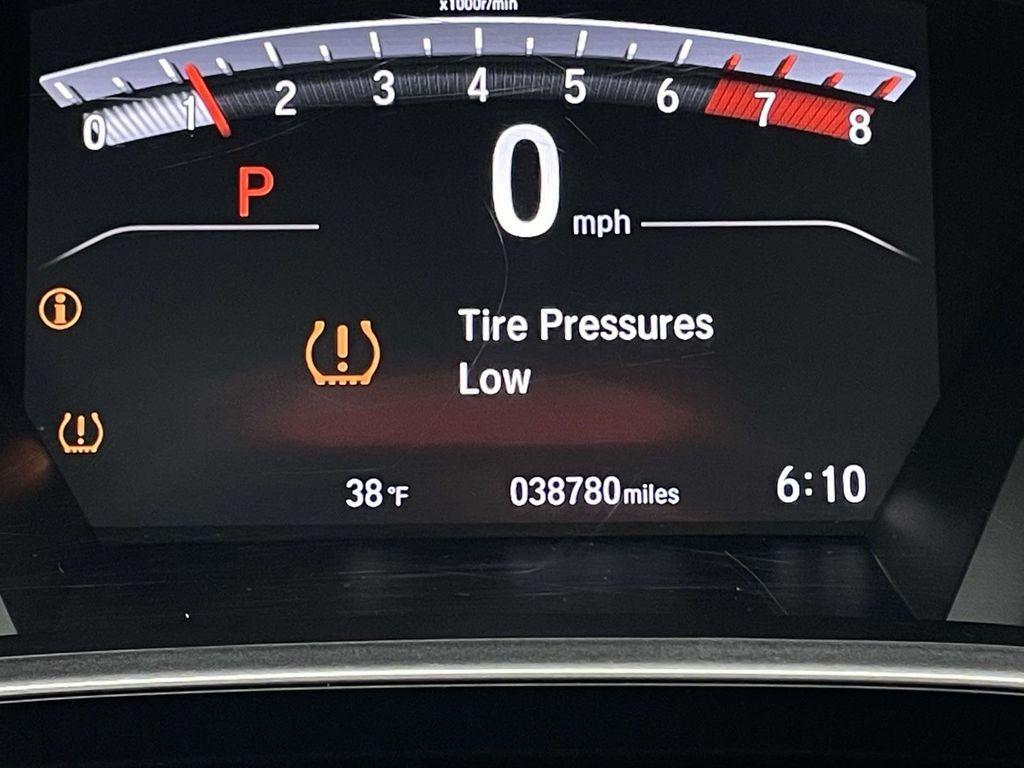 x1000r/min
0 1 2 3 4 5 6 7 8
P
0 mph
Tire Pressures
Low
38°F 038780miles 6:10